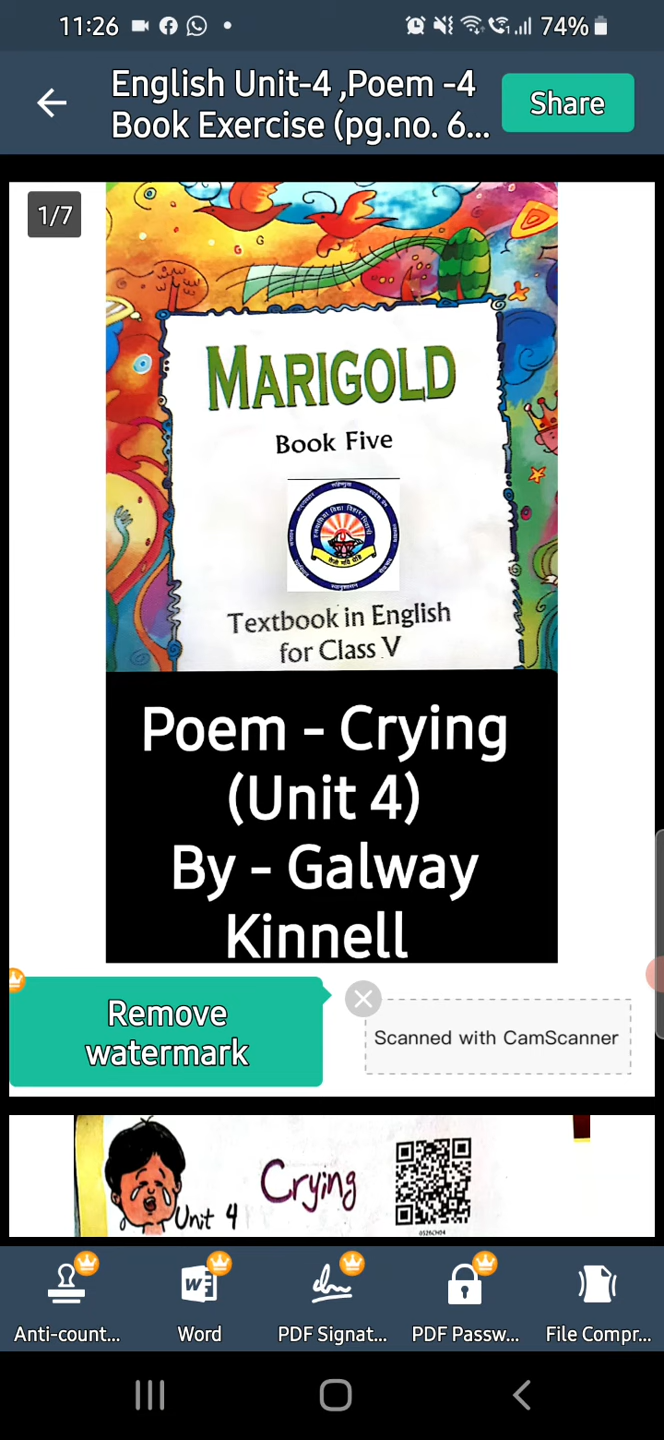 11:26
74%
English Unit-4 ,Poem -4
Book Exercise (pg.no. 6...
Share
1/7
MARIGOLD
Book Five
Textbook in English
for Class V
Poem - Crying
(Unit 4)
By - Galway
Kinnell
Remove
watermark
Scanned with CamScanner
Crying
Unit 4
0526CH04
Anti-count...
Word
PDF Signat...
PDF Passw...
File Compr...